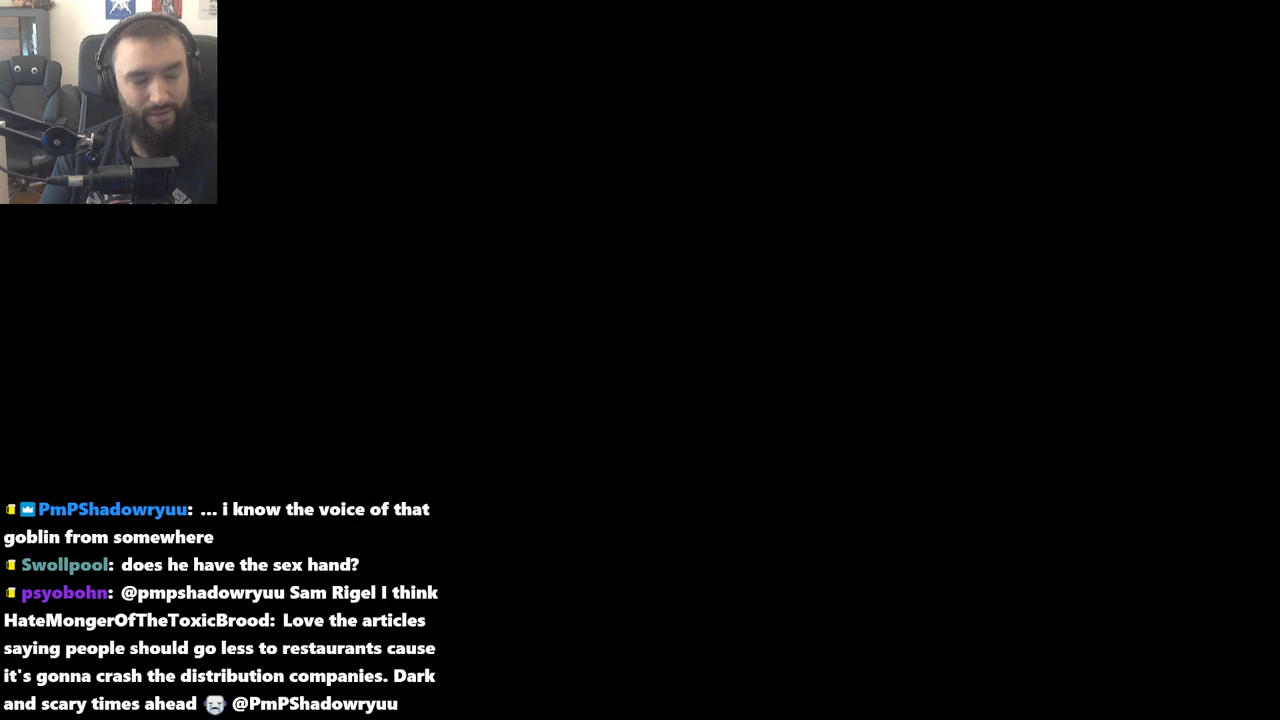 PmPShadowryuu: ... i know the voice of that
goblin from somewhere
Swollpool: does he have the sex hand?
psyobohn: @pmpshadowryuu Sam Rigel I think
HateMongerOfTheToxicBrood: Love the articles
saying people should go less to restaurants cause
it's gonna crash the distribution companies. Dark
and scary times ahead @PmPShadowryuu